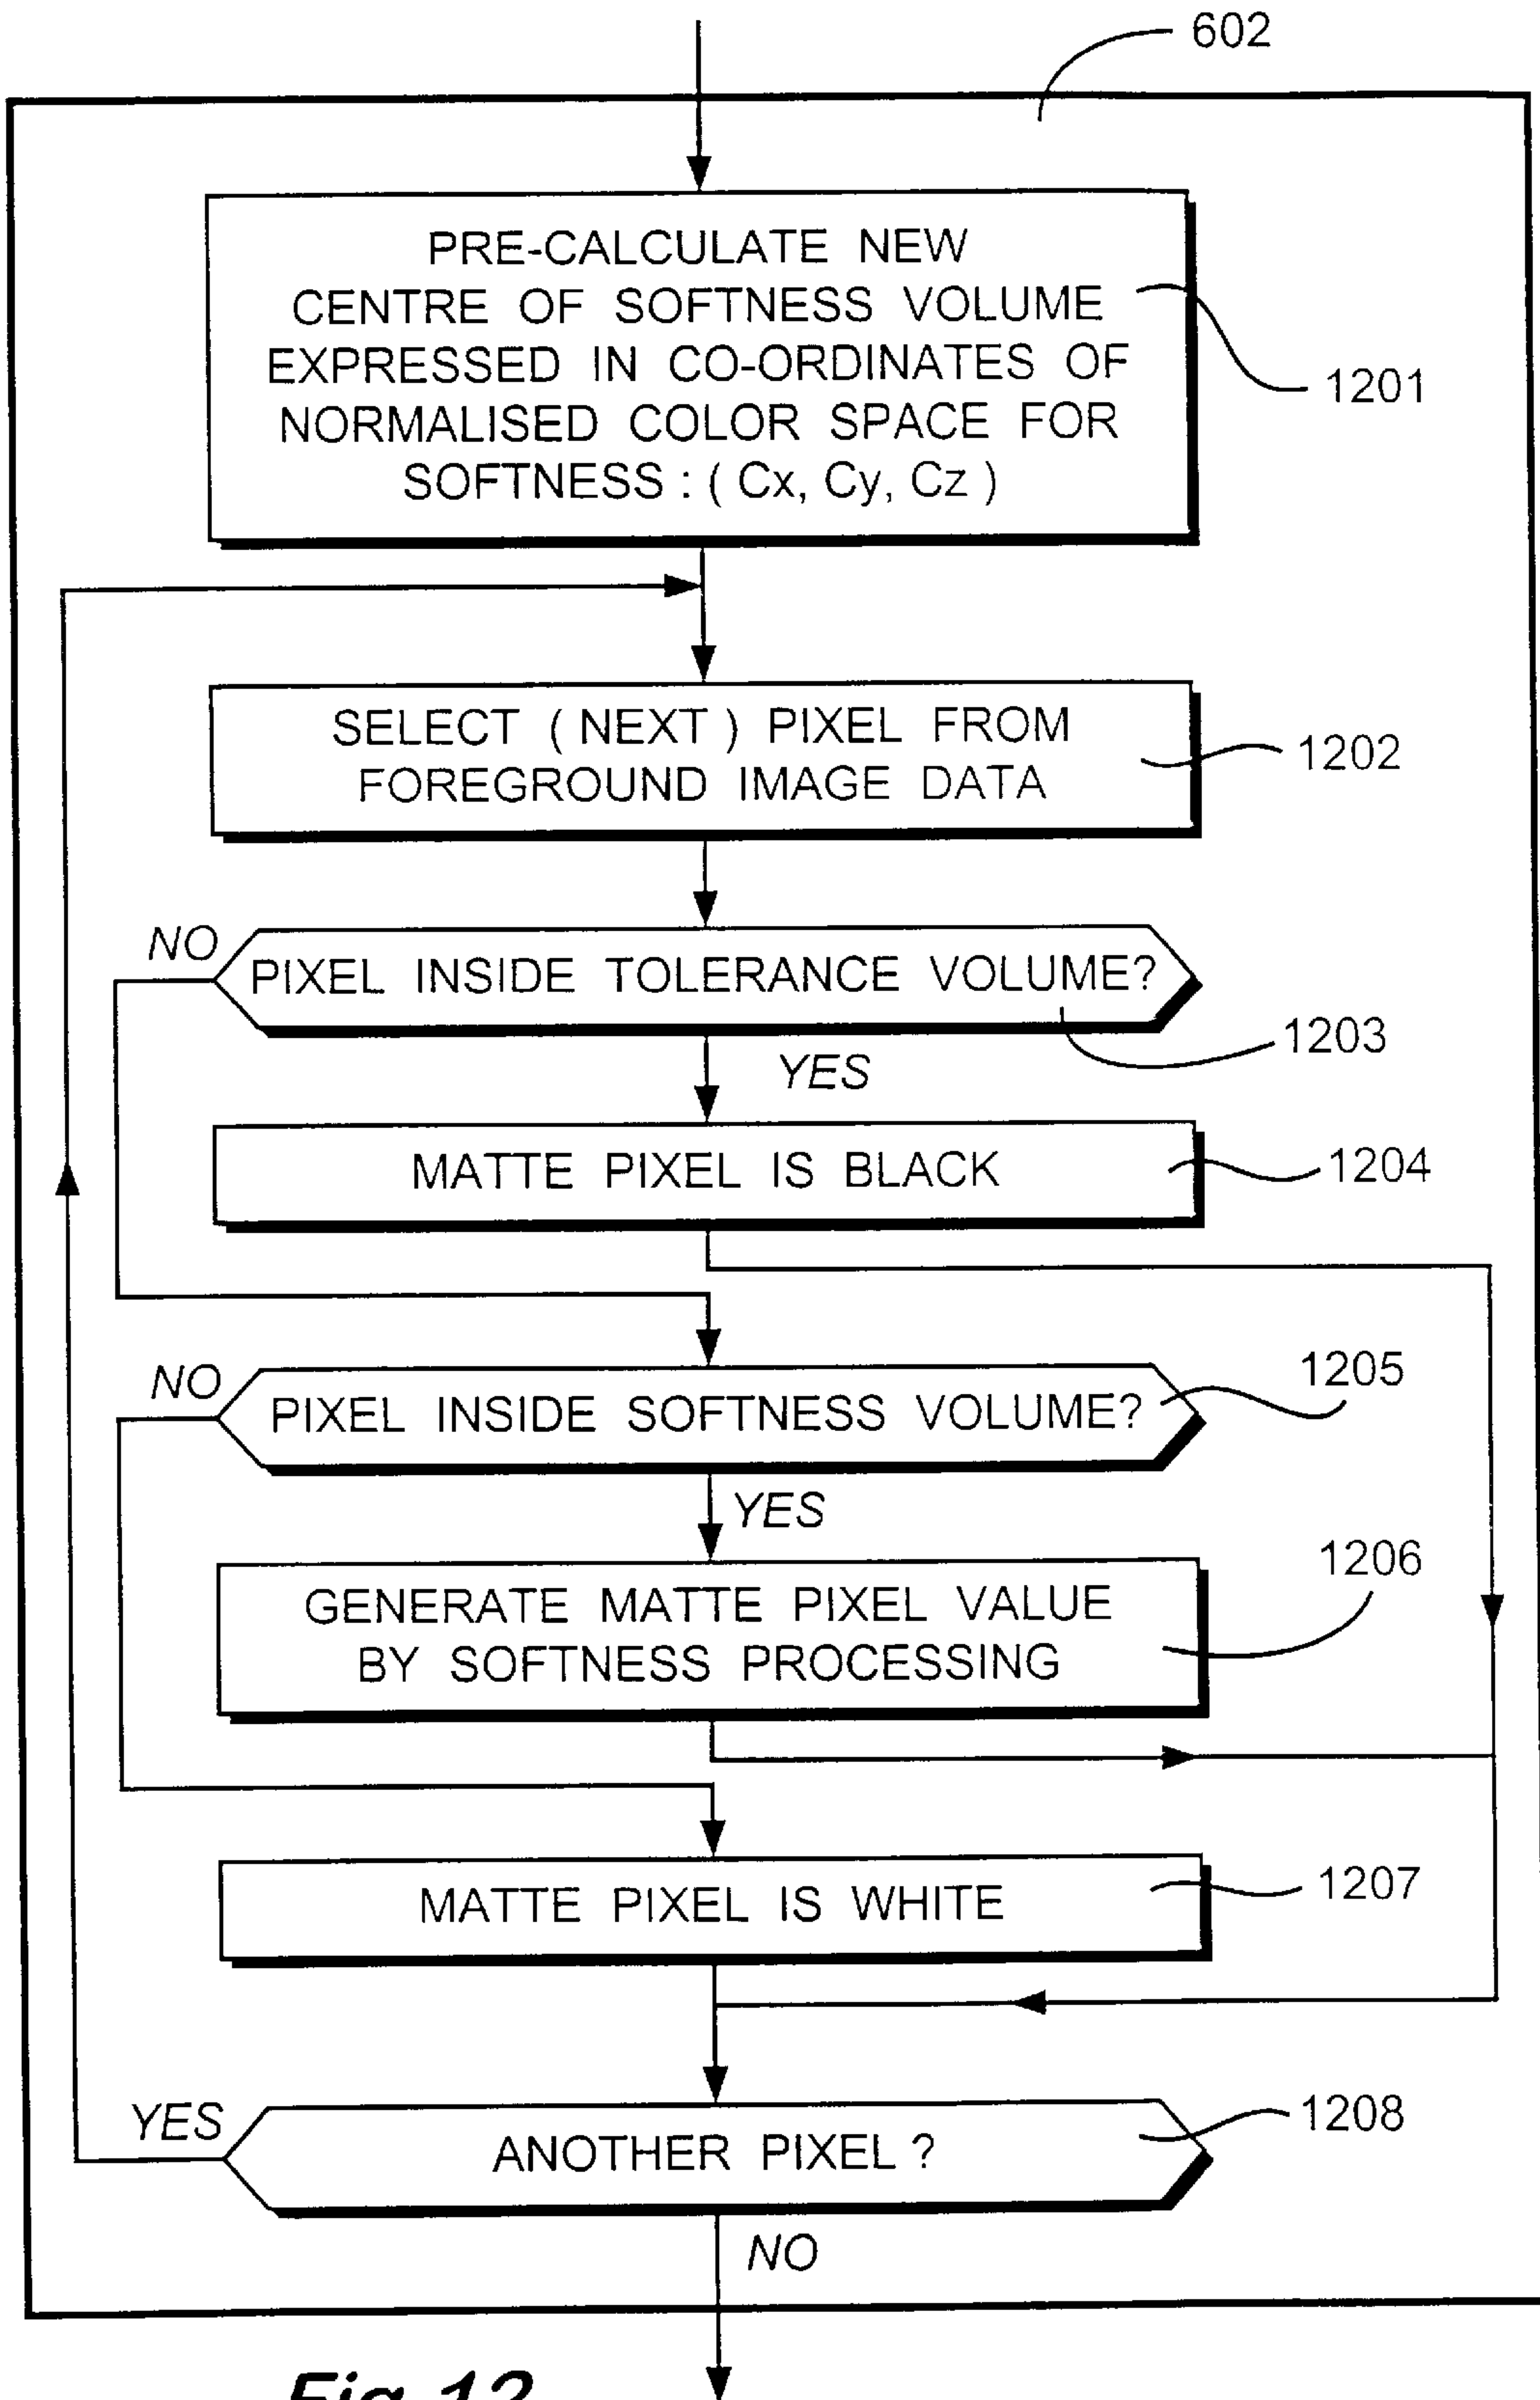 602
PRE-CALCULATE NEW
CENTRE OF SOFTNESS VOLUME
EXPRESSED IN CO-ORDINATES OF
NORMALISED COLOR SPACE FOR
SOFTNESS : ( Cx, Cy, Cz )
1201
SELECT ( NEXT ) PIXEL FROM
FOREGROUND IMAGE DATA
1202
NO
PIXEL INSIDE TOLERANCE VOLUME?
1203
YES
MATTE PIXEL IS BLACK
1204
NO
PIXEL INSIDE SOFTNESS VOLUME?
1205
YES
GENERATE MATTE PIXEL VALUE
BY SOFTNESS PROCESSING
1206
MATTE PIXEL IS WHITE
1207
YES
ANOTHER PIXEL ?
1208
NO
Fig 12